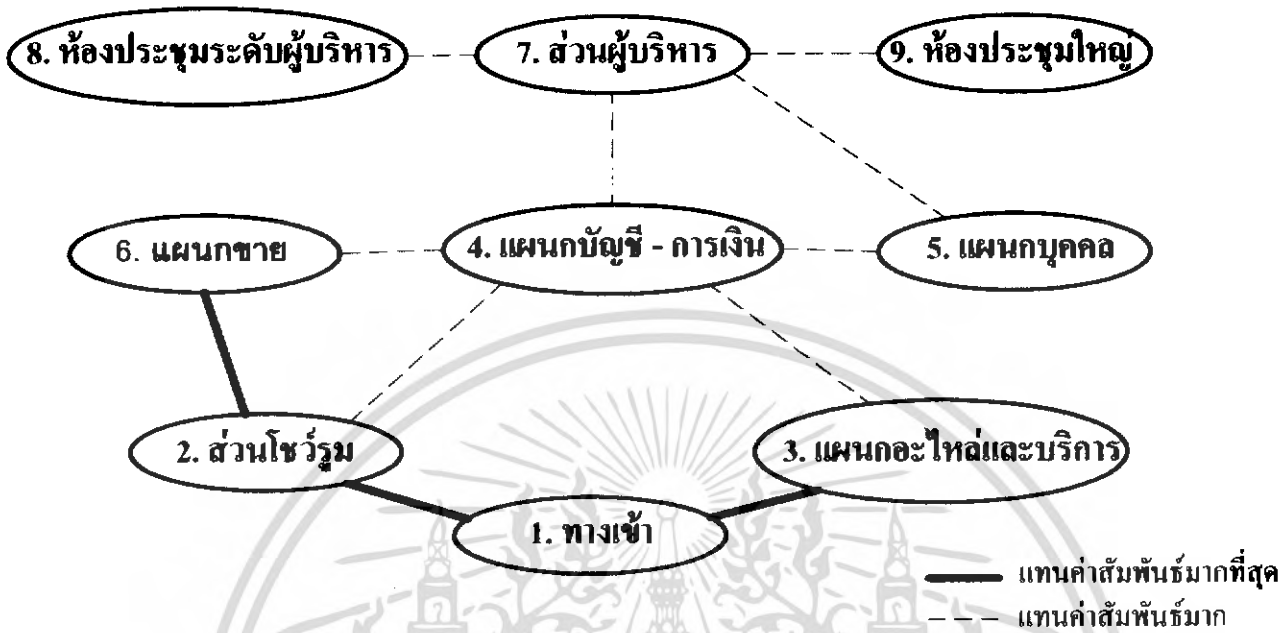 8. ห้องประชุมระดับผู้บริหาร
7. ส่วนผู้บริหาร
9. ห้องประชุมใหญ่
6. แผนกขาย
4. แผนกบัญชี - การเงิน
5. แผนกบุคคล
2. ส่วนโชว์รูม
3. แผนกอะไหล่และบริการ
1. ทางเข้า
แทนค่าสัมพันธ์มากที่สุด
แทนค่าสัมพันธ์มาก